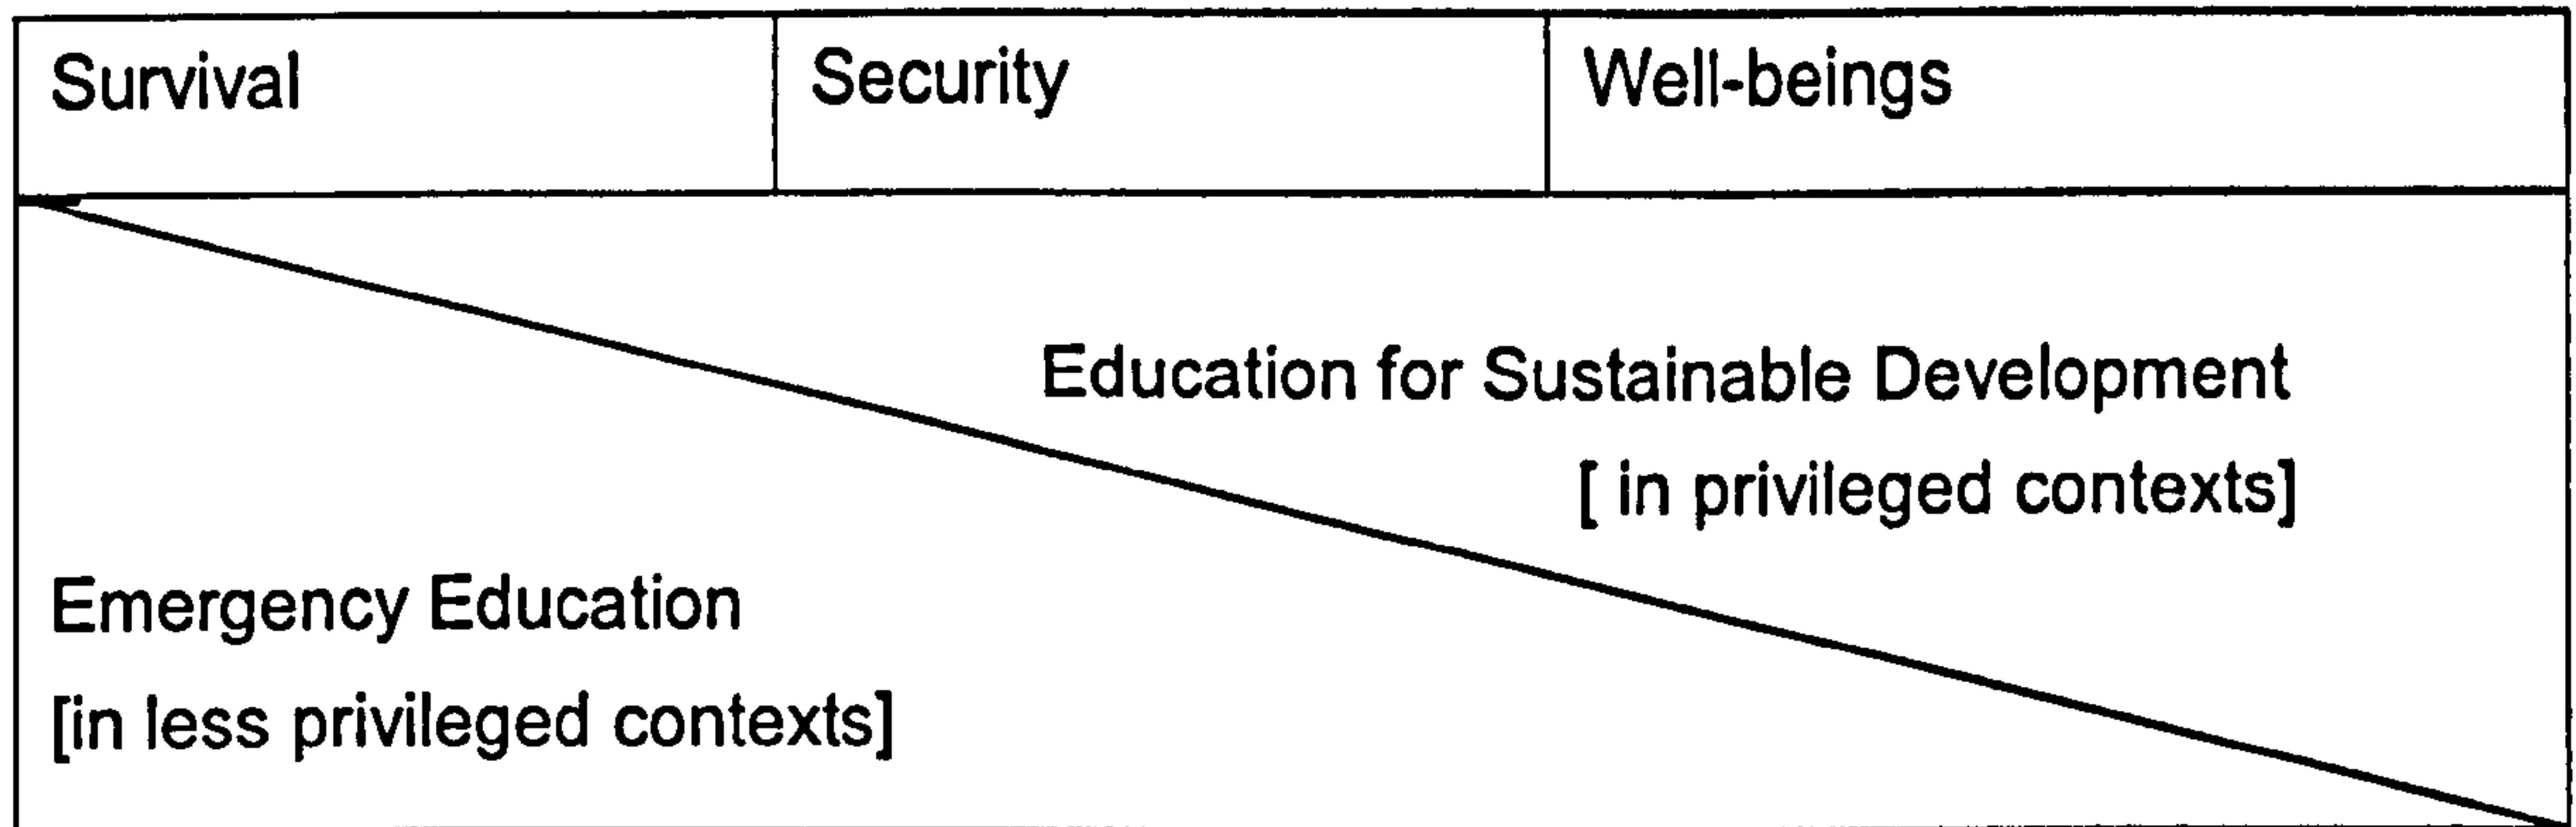 Survival
Security
Well-beings
Education for Sustainable Development
[ in privileged contexts]
Emergency Education
[in less privileged contexts]